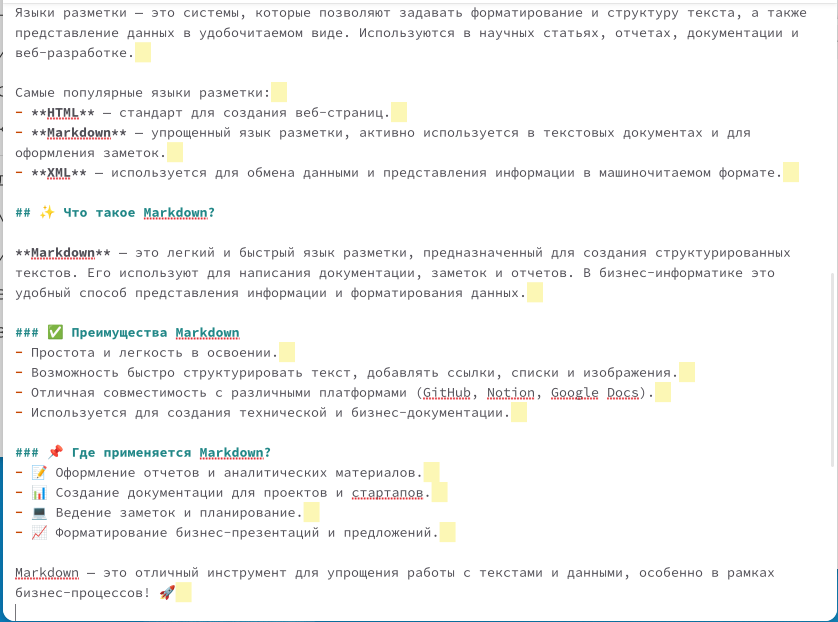 Языки разметки — это системы, которые позволяют задавать форматирование и структуру текста, а также
представление данных в удобочитаемом виде. Используются в научных статьях, отчетах, документации и
веб-разработке.
Самые популярные языки разметки:
- **HTML** — стандарт для создания веб-страниц.
- **Markdown** — упрощенный язык разметки, активно используется в текстовых документах и для
оформления заметок.
- **XML** — используется для обмена данными и представления информации в машиночитаемом формате.
## ✨ Что такое Markdown?
**Markdown** — это легкий и быстрый язык разметки, предназначенный для создания структурированных
текстов. Его используют для написания документации, заметок и отчетов. В бизнес-информатике это
удобный способ представления информации и форматирования данных.
### ✅ Преимущества Markdown
- Простота и легкость в освоении.
- Возможность быстро структурировать текст, добавлять ссылки, списки и изображения.
- Отличная совместимость с различными платформами (GitHub, Notion, Google Docs).
- Используется для создания технической и бизнес-документации.
### 📌 Где применяется Markdown?
- 📝 Оформление отчетов и аналитических материалов.
- 📊 Создание документации для проектов и стартапов.
- 💻 Ведение заметок и планирование.
- 📈 Форматирование бизнес-презентаций и предложений.
Markdown — это отличный инструмент для упрощения работы с текстами и данными, особенно в рамках
бизнес-процессов! 🚀